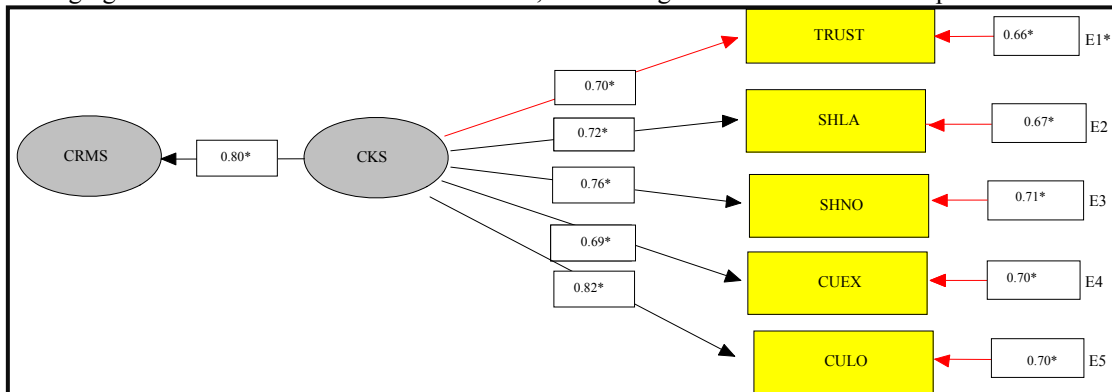 TRUST
0.66*
E1*
0.70*
SHLA
0.67*
E2
0.72*
CRMS
0.80*
CKS
0.76*
SHNO
0.71*
E3
0.69*
CUEX
0.70*
E4
0.82*
CULO
0.70*
E5